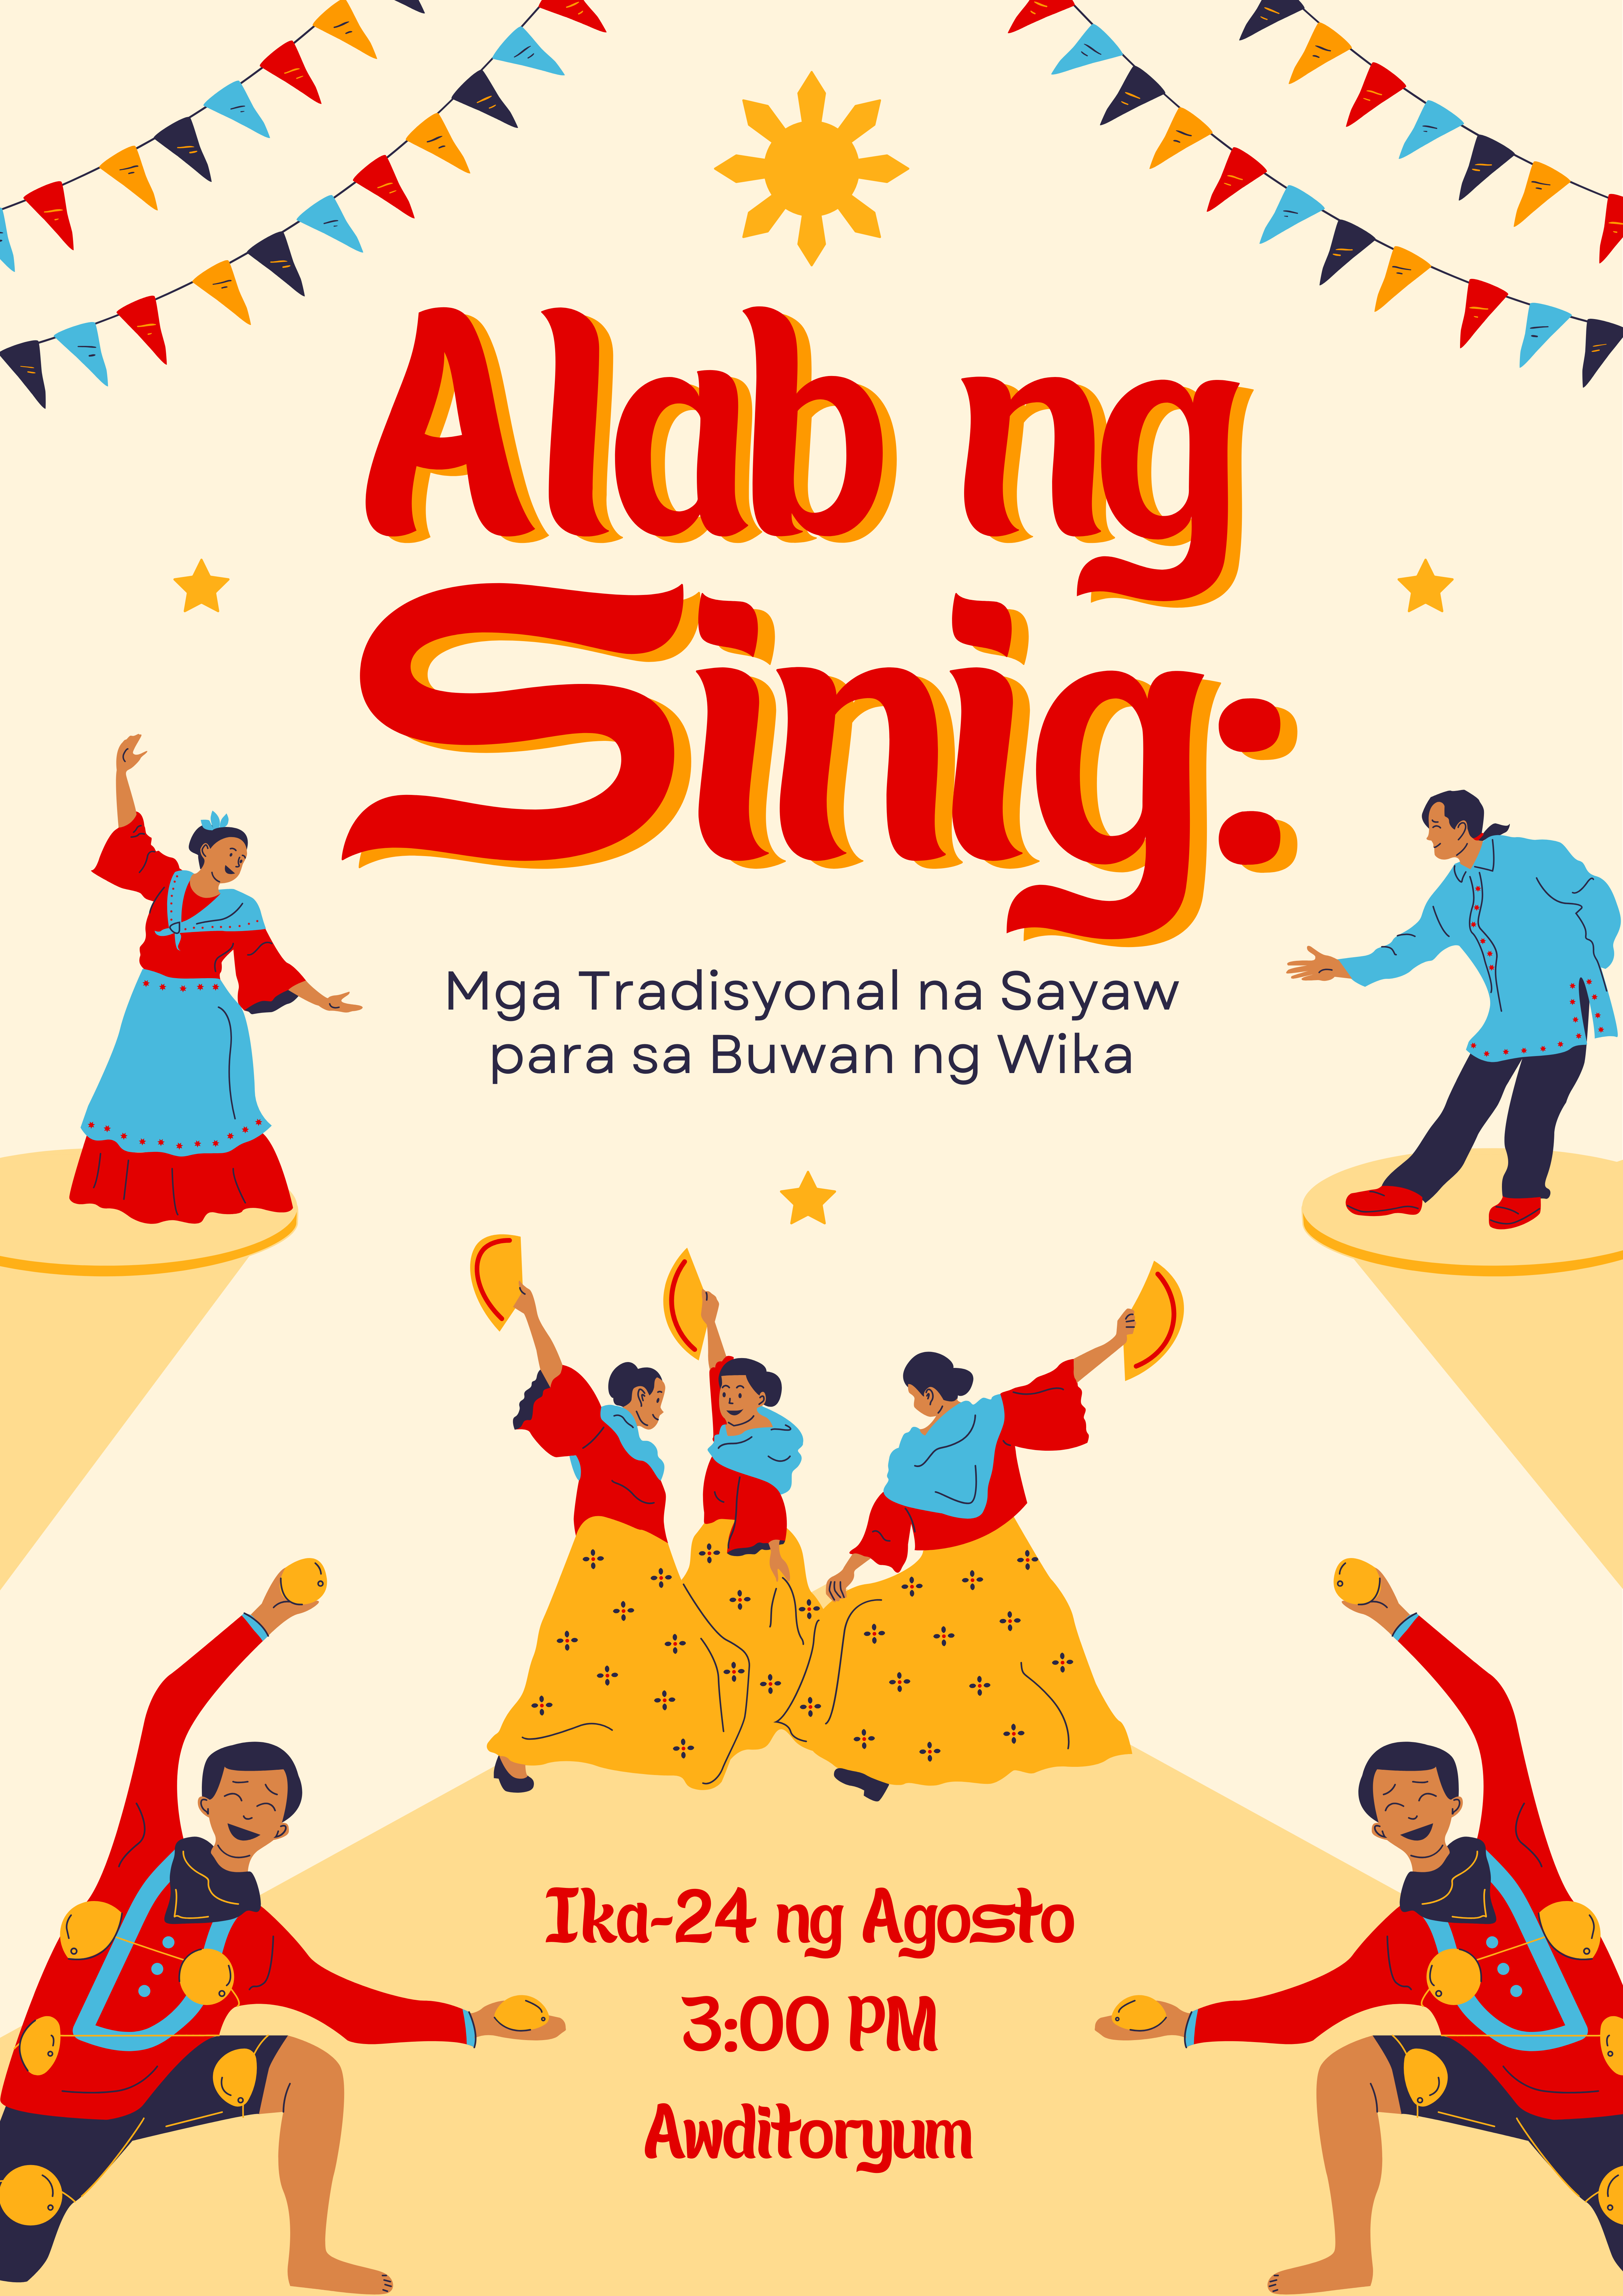 Alab ng
Sinig:
Mga Tradisyonal na Sayaw
para sa Buwan ng Wika
Ika-24 ng Agosto
3:00 PM
Awditoryum